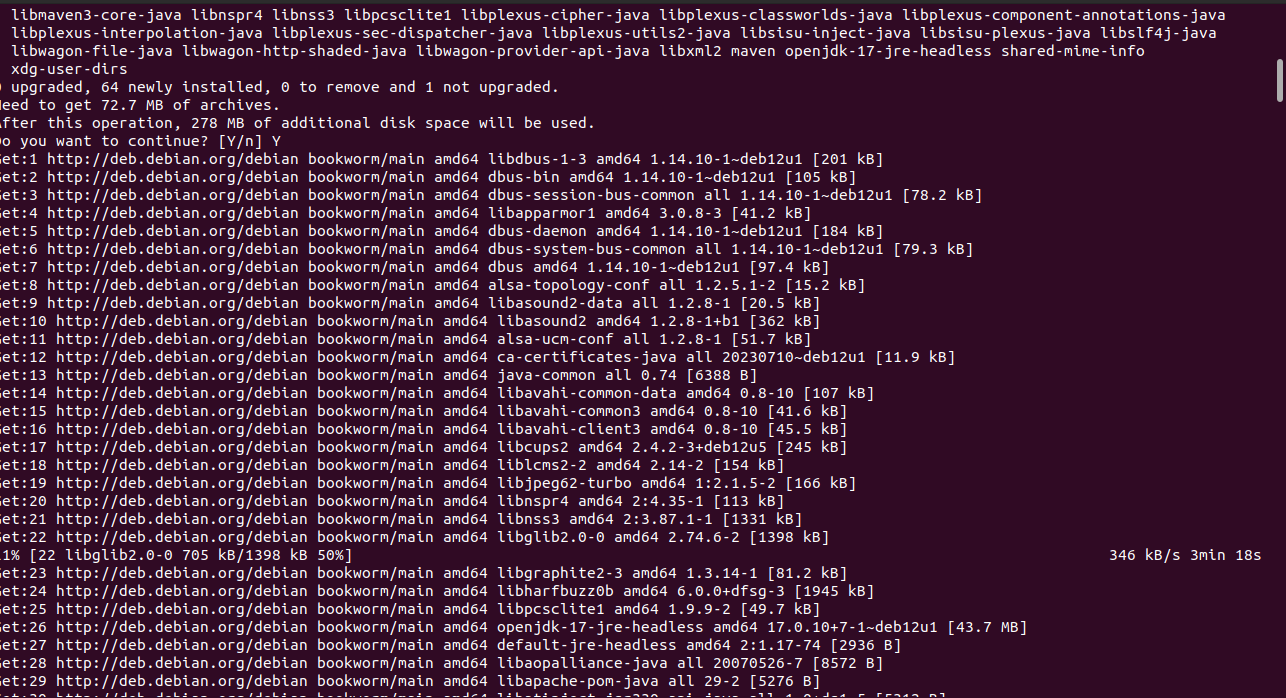 libmaven3-core-java libnspr4 libnss3 libpcsclite1 libplexus-cipher-java libplexus-classworlds-java libplexus-component-annotations-java
libplexus-interpolation-java libplexus-sec-dispatcher-java libplexus-utils2-java libsisu-inject-java libsisu-plexus-java libslf4j-java
libwagon-file-java libwagon-http-shaded-java libwagon-provider-api-java libxml2 maven openjdk-17-jre-headless shared-mime-info
xdg-user-dirs
upgraded, 64 newly installed, 0 to remove and 1 not upgraded.
eed to get 72.7 MB of archives.
fter this operation, 278 MB of additional disk space will be used.
o you want to continue? [Y/n] Y
et:1 http://deb.debian.org/debian bookworm/main amd64 libdbus-1-3 amd64 1.14.10-1~deb12u1 [201 kB]
et:2 http://deb.debian.org/debian bookworm/main amd64 dbus-bin amd64 1.14.10-1~deb12u1 [105 kB]
et:3 http://deb.debian.org/debian bookworm/main amd64 dbus-session-bus-common all 1.14.10-1~deb12u1 [78.2 kB]
et:4 http://deb.debian.org/debian bookworm/main amd64 libapparmor1 amd64 3.0.8-3 [41.2 kB]
et:5 http://deb.debian.org/debian bookworm/main amd64 dbus-daemon amd64 1.14.10-1~deb12u1 [184 kB]
et:6 http://deb.debian.org/debian bookworm/main amd64 dbus-system-bus-common all 1.14.10-1~deb12u1 [79.3 kB]
et:7 http://deb.debian.org/debian bookworm/main amd64 dbus amd64 1.14.10-1~deb12u1 [97.4 kB]
et:8 http://deb.debian.org/debian bookworm/main amd64 alsa-topology-conf all 1.2.5.1-2 [15.2 kB]
et:9 http://deb.debian.org/debian bookworm/main amd64 libasound2-data all 1.2.8-1 [20.5 kB]
et:10 http://deb.debian.org/debian bookworm/main amd64 libasound2 amd64 1.2.8-1+b1 [362 kB]
et:11 http://deb.debian.org/debian bookworm/main amd64 alsa-ucm-conf all 1.2.8-1 [51.7 kB]
et:12 http://deb.debian.org/debian bookworm/main amd64 ca-certificates-java all 20230710~deb12u1 [11.9 kB]
et:13 http://deb.debian.org/debian bookworm/main amd64 java-common all 0.74 [6388 B]
et:14 http://deb.debian.org/debian bookworm/main amd64 libavahi-common-data amd64 0.8-10 [107 kB]
et:15 http://deb.debian.org/debian bookworm/main amd64 libavahi-common3 amd64 0.8-10 [41.6 kB]
et:16 http://deb.debian.org/debian bookworm/main amd64 libavahi-client3 amd64 0.8-10 [45.5 kB]
et:17 http://deb.debian.org/debian bookworm/main amd64 libcups2 amd64 2.4.2-3+deb12u5 [245 kB]
et:18 http://deb.debian.org/debian bookworm/main amd64 liblcms2-2 amd64 2.14-2 [154 kB]
et:19 http://deb.debian.org/debian bookworm/main amd64 libjpeg62-turbo amd64 1:2.1.5-2 [166 kB]
et:20 http://deb.debian.org/debian bookworm/main amd64 libnspr4 amd64 2:4.35-1 [113 kB]
et:21 http://deb.debian.org/debian bookworm/main amd64 libnss3 amd64 2:3.87.1-1 [1331 kB]
et:22 http://deb.debian.org/debian bookworm/main amd64 libglib2.0-0 amd64 2.74.6-2 [1398 kB]
1% [22 libglib2.0-0 705 kB/1398 kB 50%] 346 kB/s 3min 18s
et:23 http://deb.debian.org/debian bookworm/main amd64 libgraphite2-3 amd64 1.3.14-1 [81.2 kB]
et:24 http://deb.debian.org/debian bookworm/main amd64 libharfbuzz0b amd64 6.0.0+dfsg-3 [1945 kB]
et:25 http://deb.debian.org/debian bookworm/main amd64 libpcsclite1 amd64 1.9.9-2 [49.7 kB]
et:26 http://deb.debian.org/debian bookworm/main amd64 openjdk-17-jre-headless amd64 17.0.10+7-1~deb12u1 [43.7 MB]
et:27 http://deb.debian.org/debian bookworm/main amd64 default-jre-headless amd64 2:1.17-74 [2936 B]
et:28 http://deb.debian.org/debian bookworm/main amd64 libaopalliance-java all 20070526-7 [8572 B]
et:29 http://deb.debian.org/debian bookworm/main amd64 libapache-pom-java all 29-2 [5276 B]